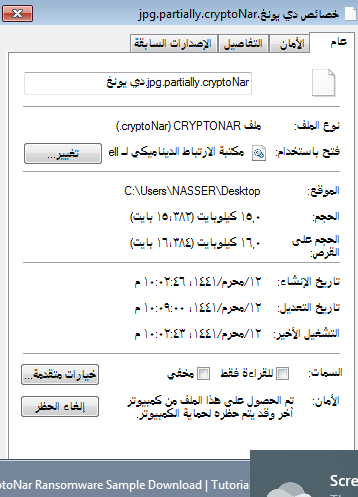 خصائص دي يونغ.jpg.partially.cryptoNar
عام
الأمان
التفاصيل
الإصدارات السابقة
دي يونغ.jpg.partially.cryptoNar
نوع الملف: ملف CRYPTONAR (.cryptoNar)
فتح باستخدام: مكتبة الارتباط الديناميكي لـ ell تغيير...
الموقع: C:\Users\NASSER\Desktop
الحجم: ١٥,٠ كيلوبايت (١٥،٣٨٢ بايت)
الحجم على القرص: ١٦,٠ كيلوبايت (١٦،٣٨٤ بايت)
تاريخ الإنشاء: ١٢/محرم/١٤٤١، ١٠:٠٢:٤٦ م
تاريخ التعديل: ١٢/محرم/١٤٤١، ١٠:٠٩:٠٠ م
التشغيل الأخير: ١٢/محرم/١٤٤١، ١٠:٠٢:٤٣ م
السمات: للقراءة فقط مخفي خيارات متقدمة...
الأمان: تم الحصول على هذا الملف من كمبيوتر
آخر وقد يتم حظره لحماية الكمبيوتر. إلغاء الحظر
ptoNar Ransomware Sample Download | Tutoria
Scre